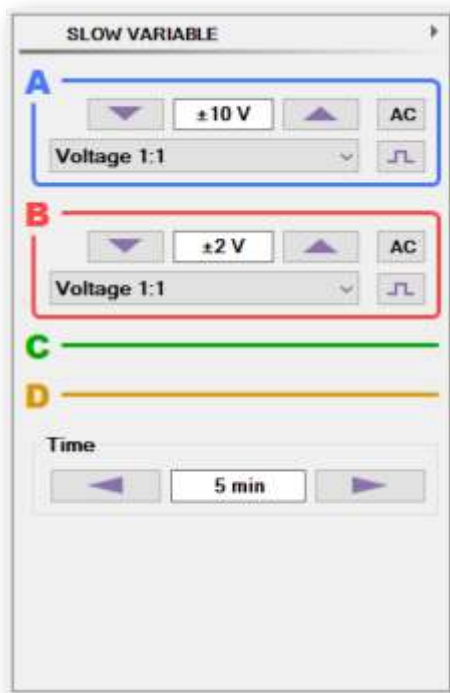 SLOW VARIABLE
A
±10 V AC
Voltage 1:1
B
±2 V AC
Voltage 1:1
C
D
Time
5 min